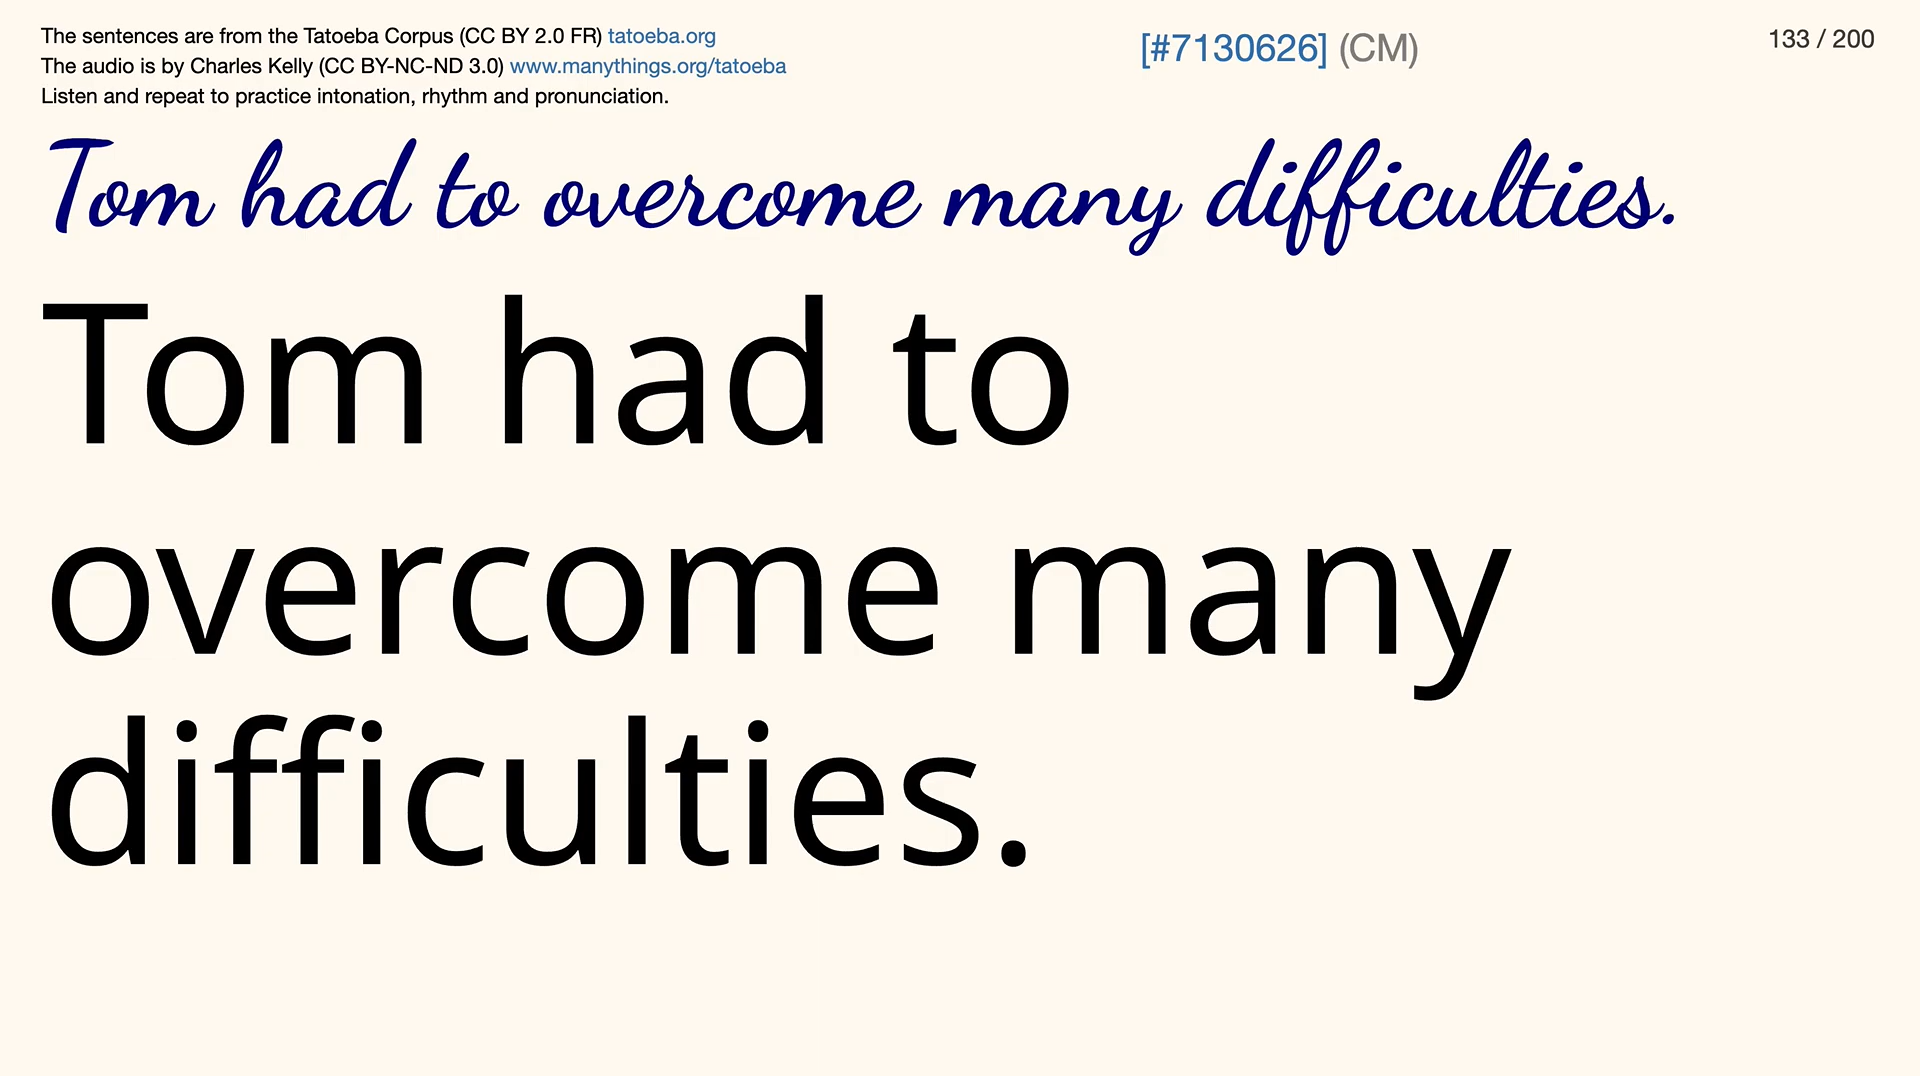 The sentences are from the Tatoeba Corpus (CC BY 2.0 FR) tatoeba.org
The audio is by Charles Kelly (CC BY-NC-ND 3.0) www.manythings.org/tatoeba
Listen and repeat to practice intonation, rhythm and pronunciation.
[#7130626] (CM)
133 / 200
Tom had to overcome many difficulties.
Tom had to
overcome many
difficulties.